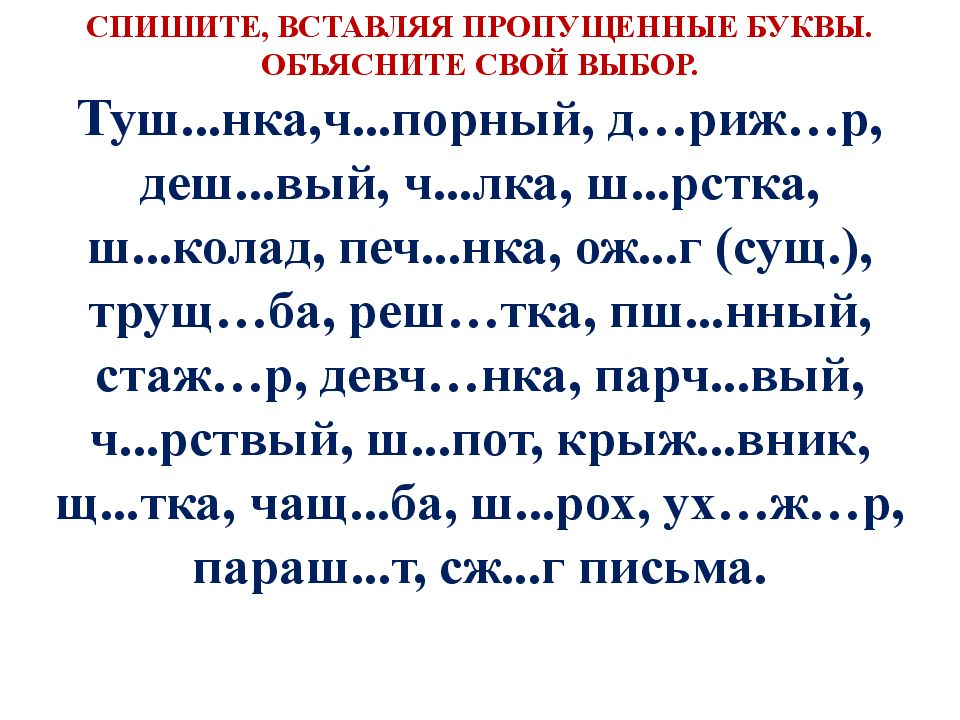 СПИШИТЕ, ВСТАВЛЯЯ ПРОПУЩЕННЫЕ БУКВЫ.
ОБЪЯСНИТЕ СВОЙ ВЫБОР.
Туш...нка,ч...порный, д…риж…р,
деш...вый, ч...лка, ш...рстка,
ш...колад, печ...нка, ож...г (сущ.),
трущ…ба, реш…тка, пш...нный,
стаж…р, девч…нка, парч...вый,
ч...рствый, ш...пот, крыж...вник,
щ...тка, чащ...ба, ш...рох, ух…ж…р,
параш...т, сж...г письма.